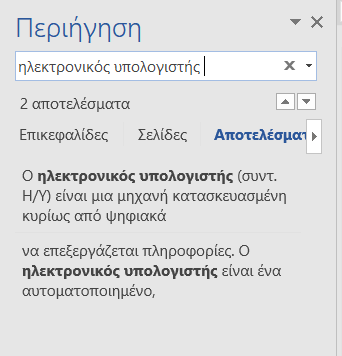 Περιήγηση
ηλεκτρονικός υπολογιστής
2 αποτελέσματα
Επικεφαλίδες Σελίδες Αποτελέσματ
Ο ηλεκτρονικός υπολογιστής (συντ.
Η/Υ) είναι μια μηχανή κατασκευασμένη
κυρίως από ψηφιακά
να επεξεργάζεται πληροφορίες. Ο
ηλεκτρονικός υπολογιστής είναι ένα
αυτοματοποιημένο,